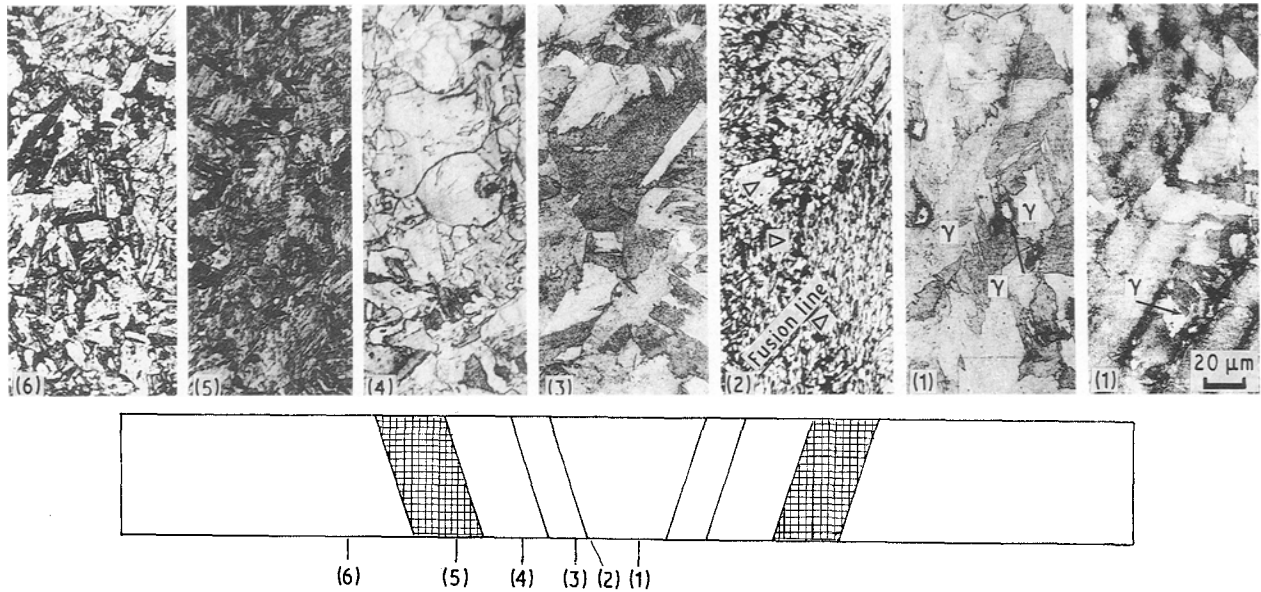 (6)
(5)
(4)
(3)
Fusion line
(2)
γ
γ
γ
(1)
γ
20 µm
(1)
(6) (5) (4) (3) (2) (1)